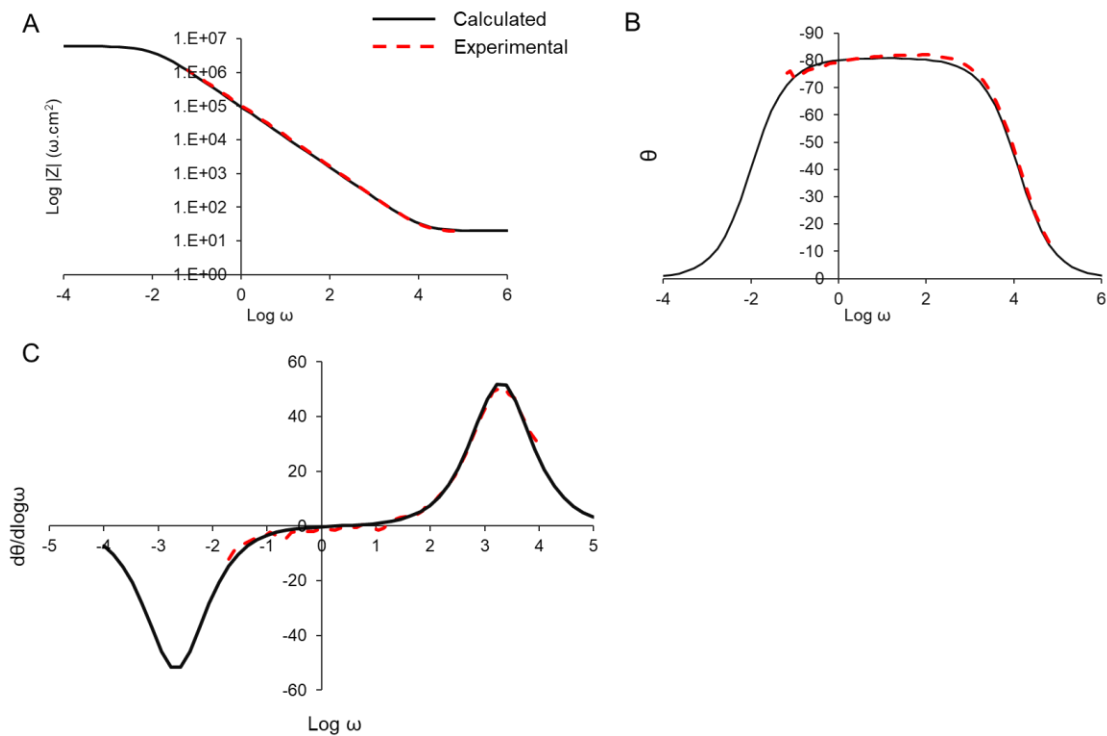 A
Calculated
Experimental
Log |Z| (ω.cm²)
1.E+07
1.E+06
1.E+05
1.E+04
1.E+03
1.E+02
1.E+01
1.E+00
-4 -2 0 2 4 6
Log ω
B
θ
-90
-80
-70
-60
-50
-40
-30
-20
-10
0
-4 -2 0 2 4 6
Log ω
C
dθ/dlogω
60
40
20
0
-20
-40
-60
-5 -4 -3 -2 -1 0 1 2 3 4 5
Log ω